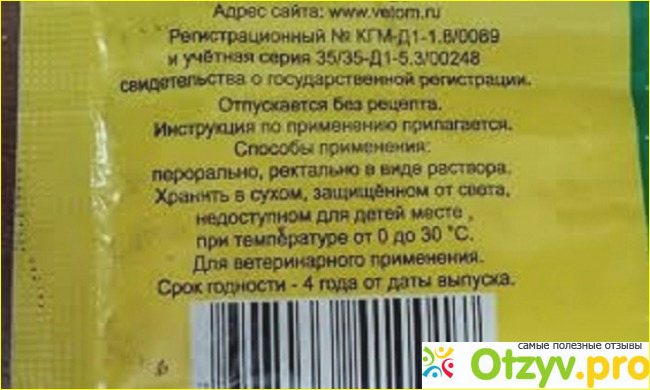 Адрес сайта: www.vetom.ru
Регистрационный № КГМ-Д1-1.8/0089
и учётная серия 35/35-Д1-5.3/00248
свидетельства о государственной регистрации.
Отпускается без рецепта.
Инструкция по применению прилагается.
Способы применения:
перорально, ректально в виде раствора.
Хранить в сухом, защищённом от света,
недоступном для детей месте ,
при температуре от 0 до 30 °С.
Для ветеринарного применения.
Срок годности - 4 года от даты выпуска.
самые полезные отзывы
Otzyv.pro